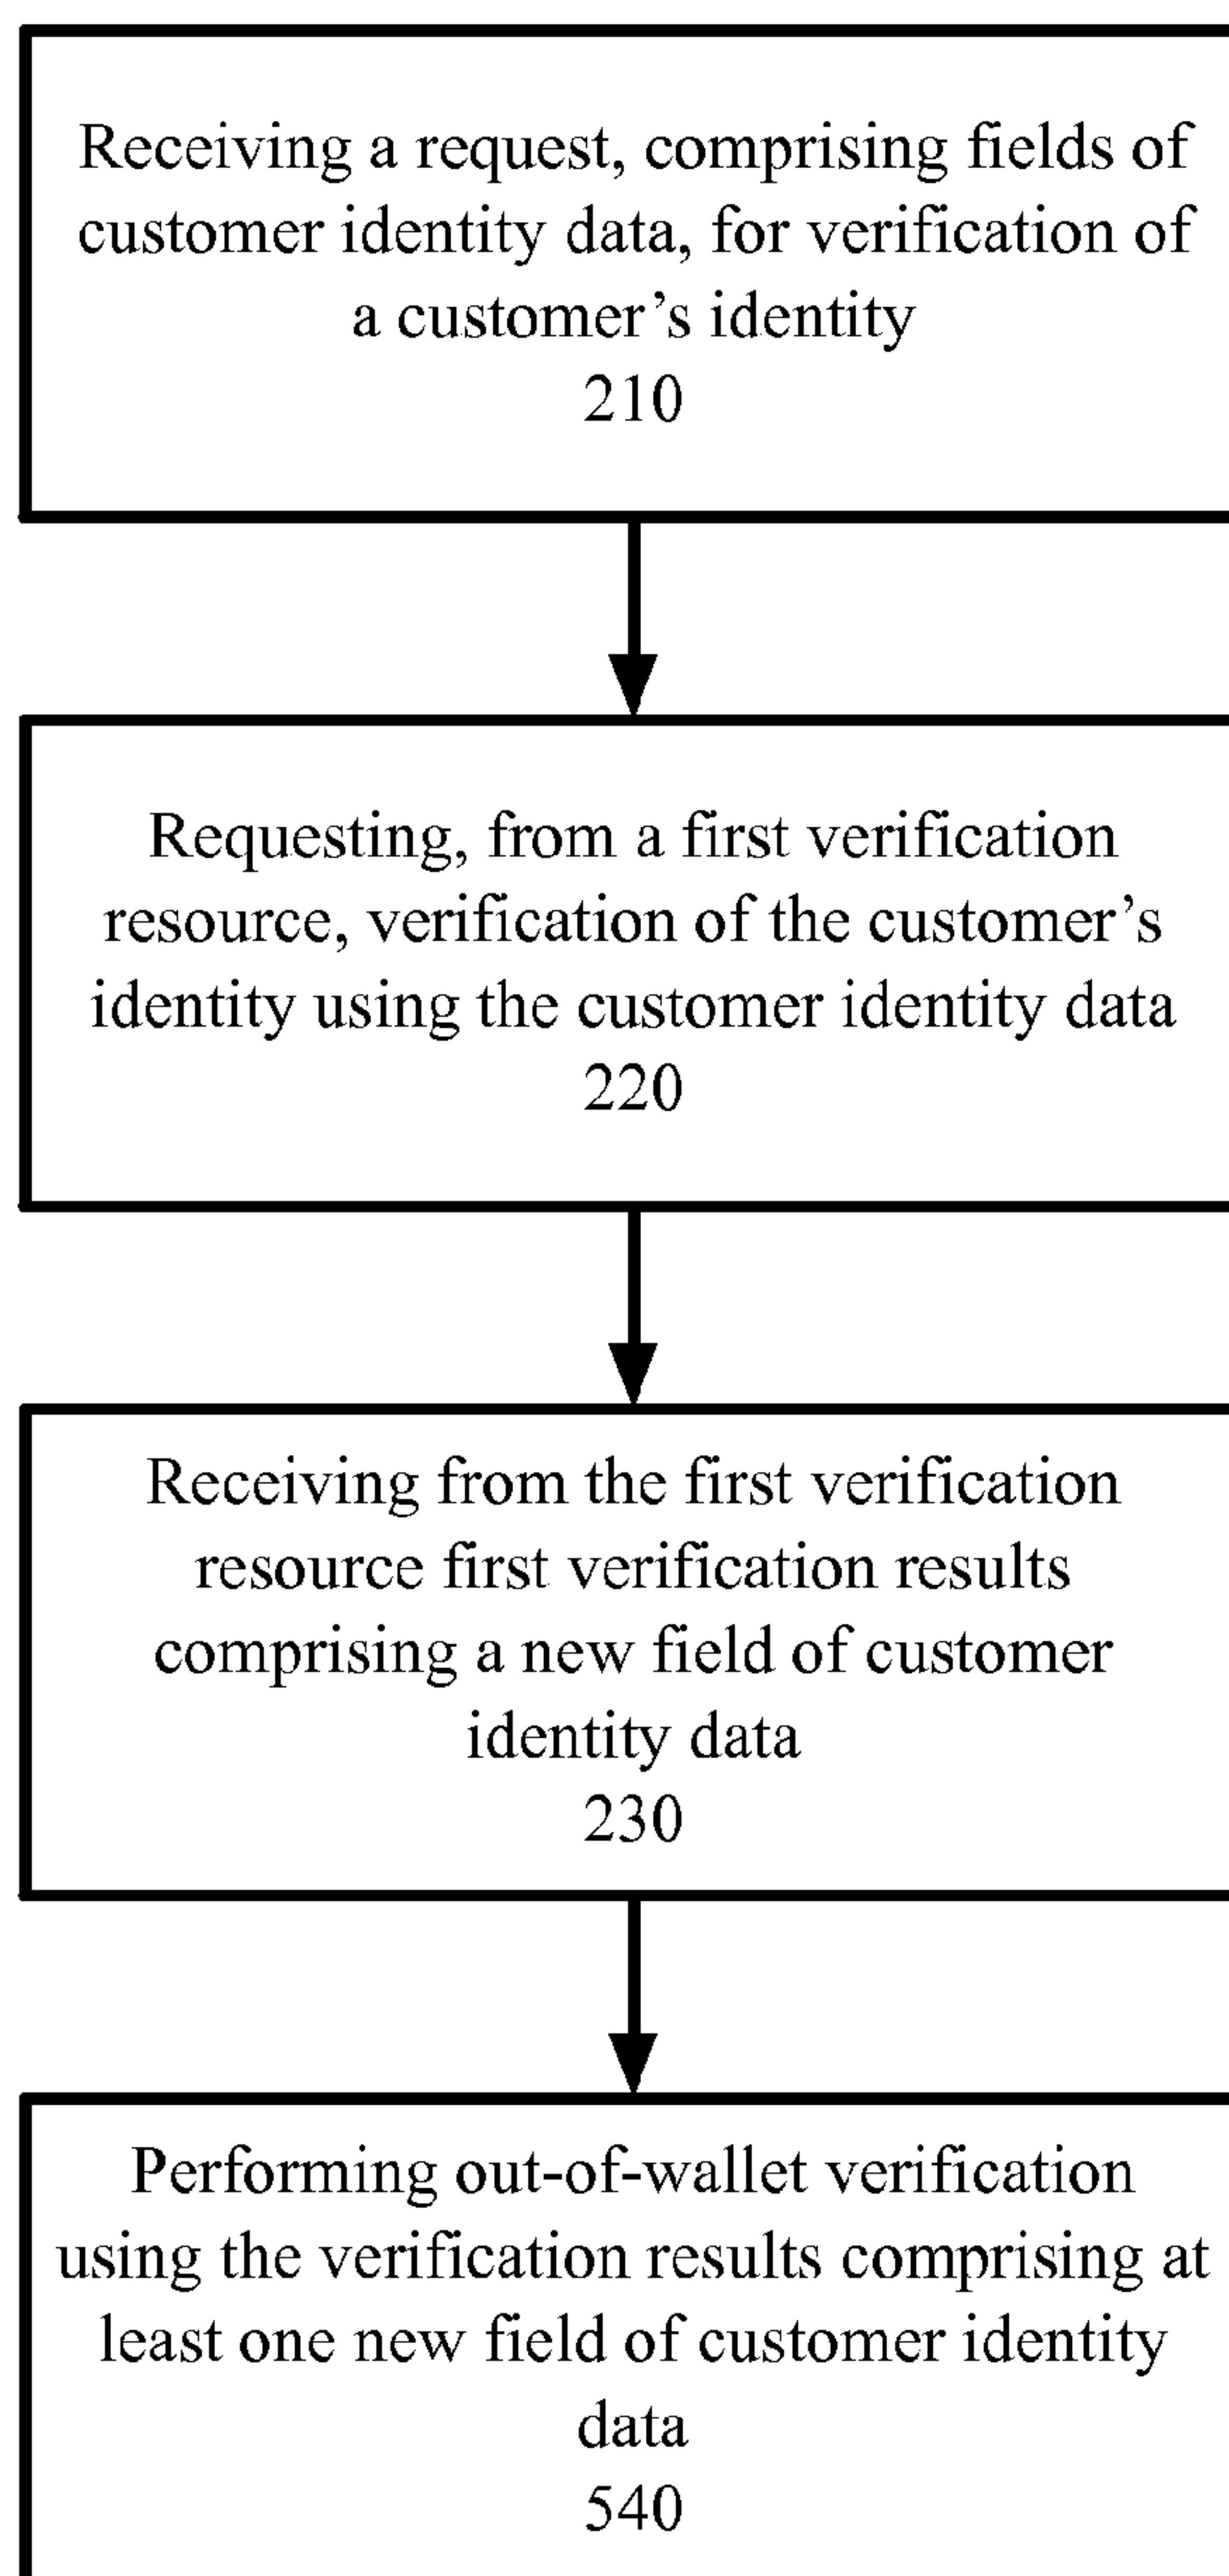 Receiving a request, comprising fields of
customer identity data, for verification of
a customer’s identity
210
Requesting, from a first verification
resource, verification of the customer’s
identity using the customer identity data
220
Receiving from the first verification
resource first verification results
comprising a new field of customer
identity data
230
Performing out-of-wallet verification
using the verification results comprising at
least one new field of customer identity
data
540